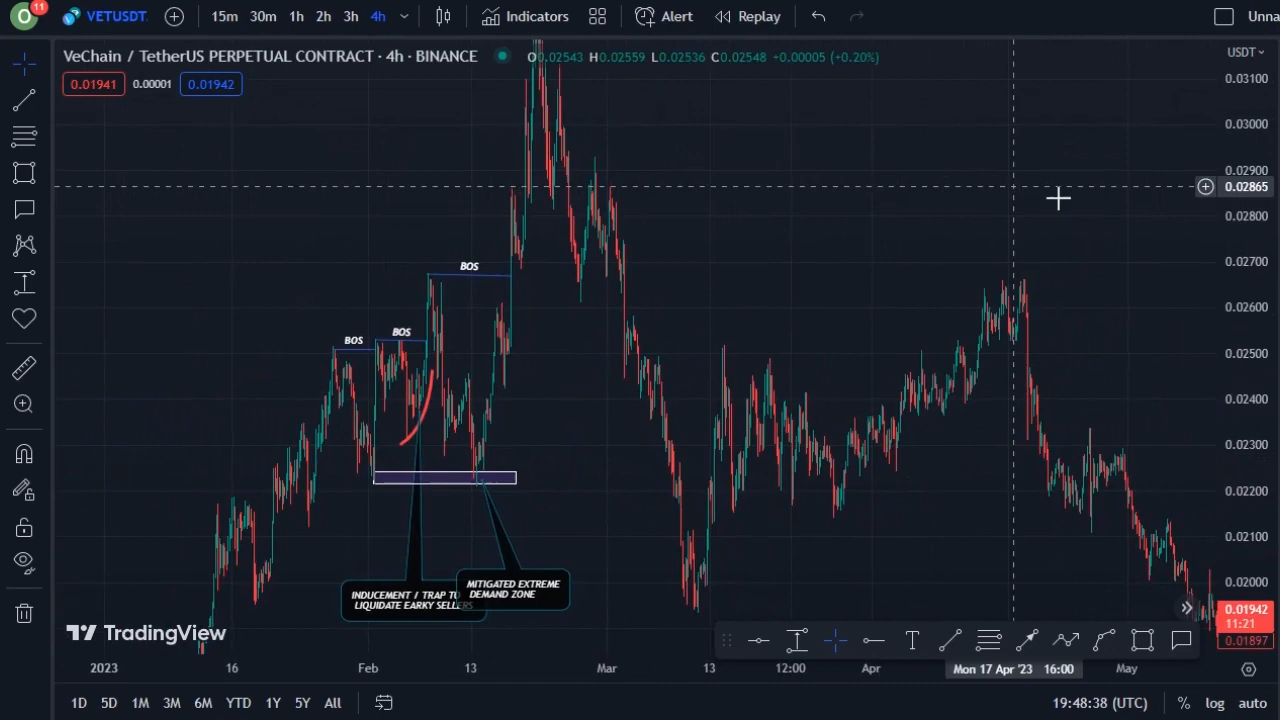 O
11
VETUSDT
15m 30m 1h 2h 3h 4h
Indicators
Alert
Replay
Unna
VeChain / TetherUS PERPETUAL CONTRACT · 4h · BINANCE
O0.02543 H0.02559 L0.02536 C0.02548 +0.00005 (+0.20%)
USDT
0.01941 0.00001 0.01942
0.03100
0.03000
0.02900
0.02865
0.02800
0.02700
0.02600
0.02500
0.02400
0.02300
0.02200
0.02100
0.02000
0.01942
11:21
0.01897
BOS
BOS
BOS
INDUCEMENT / TRAP TO
LIQUIDATE EARKY SELLERS
MITIGATED EXTREME
DEMAND ZONE
TradingView
T
2023 16 Feb 13 Mar 13 12:00 Apr Mon 17 Apr '23 16:00 May
1D 5D 1M 3M 6M YTD 1Y 5Y All
19:48:38 (UTC) % log auto